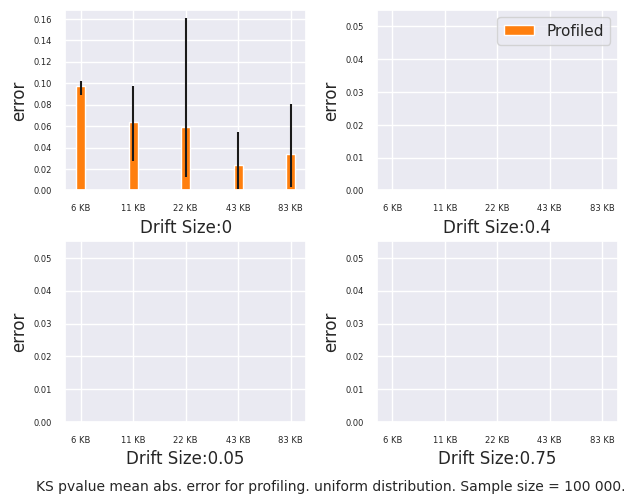 error
0.16
0.14
0.12
0.10
0.08
0.06
0.04
0.02
0.00
6 KB 11 KB 22 KB 43 KB 83 KB
Drift Size:0
error
0.05
0.04
0.03
0.02
0.01
0.00
Profiled
6 KB 11 KB 22 KB 43 KB 83 KB
Drift Size:0.4
error
0.05
0.04
0.03
0.02
0.01
0.00
6 KB 11 KB 22 KB 43 KB 83 KB
Drift Size:0.05
error
0.05
0.04
0.03
0.02
0.01
0.00
6 KB 11 KB 22 KB 43 KB 83 KB
Drift Size:0.75
KS pvalue mean abs. error for profiling. uniform distribution. Sample size = 100 000.